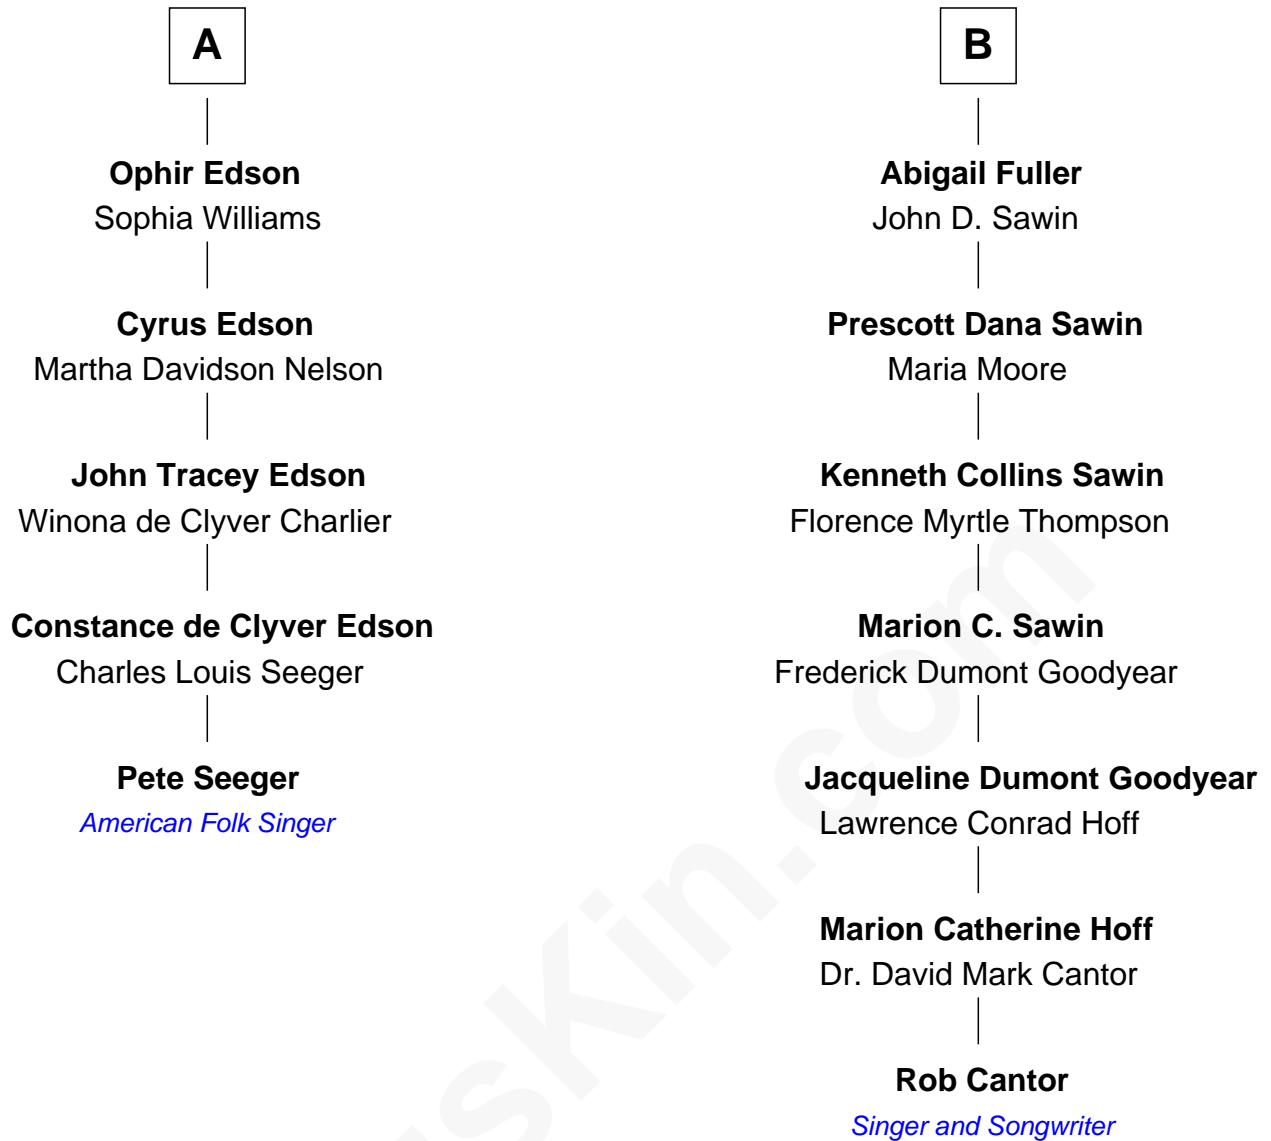 A
Ophir Edson
Sophia Williams
Cyrus Edson
Martha Davidson Nelson
John Tracey Edson
Winona de Clyver Charlier
Constance de Clyver Edson
Charles Louis Seeger
Pete Seeger
American Folk Singer
B
Abigail Fuller
John D. Sawin
Prescott Dana Sawin
Maria Moore
Kenneth Collins Sawin
Florence Myrtle Thompson
Marion C. Sawin
Frederick Dumont Goodyear
Jacqueline Dumont Goodyear
Lawrence Conrad Hoff
Marion Catherine Hoff
Dr. David Mark Cantor
Rob Cantor
Singer and Songwriter
usKin.com